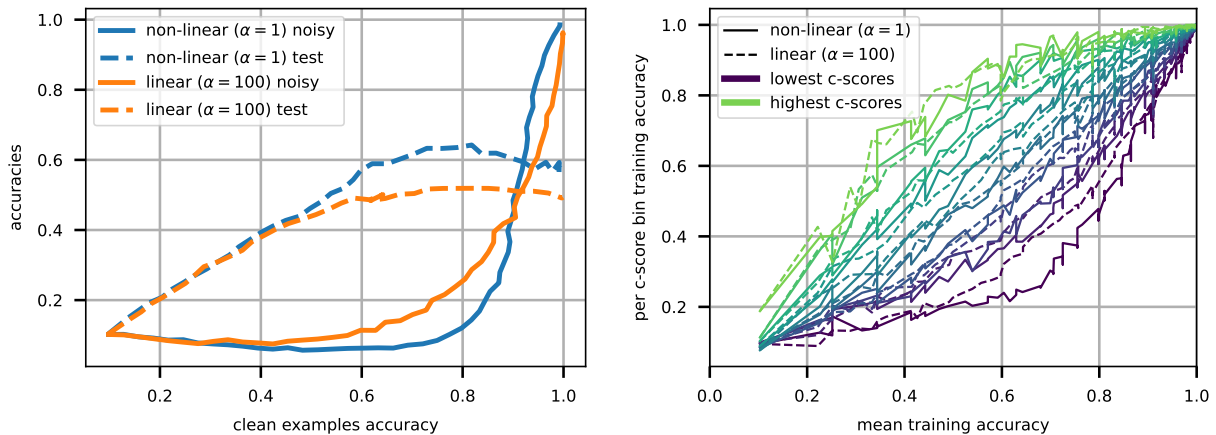 1.0
0.8
0.6
0.4
0.2
accuracies
non-linear (α = 1) noisy
non-linear (α = 1) test
linear (α = 100) noisy
linear (α = 100) test
0.2 0.4 0.6 0.8 1.0
clean examples accuracy
1.0
0.8
0.6
0.4
0.2
per c-score bin training accuracy
non-linear (α = 1)
linear (α = 100)
lowest c-scores
highest c-scores
0.0 0.2 0.4 0.6 0.8 1.0
mean training accuracy